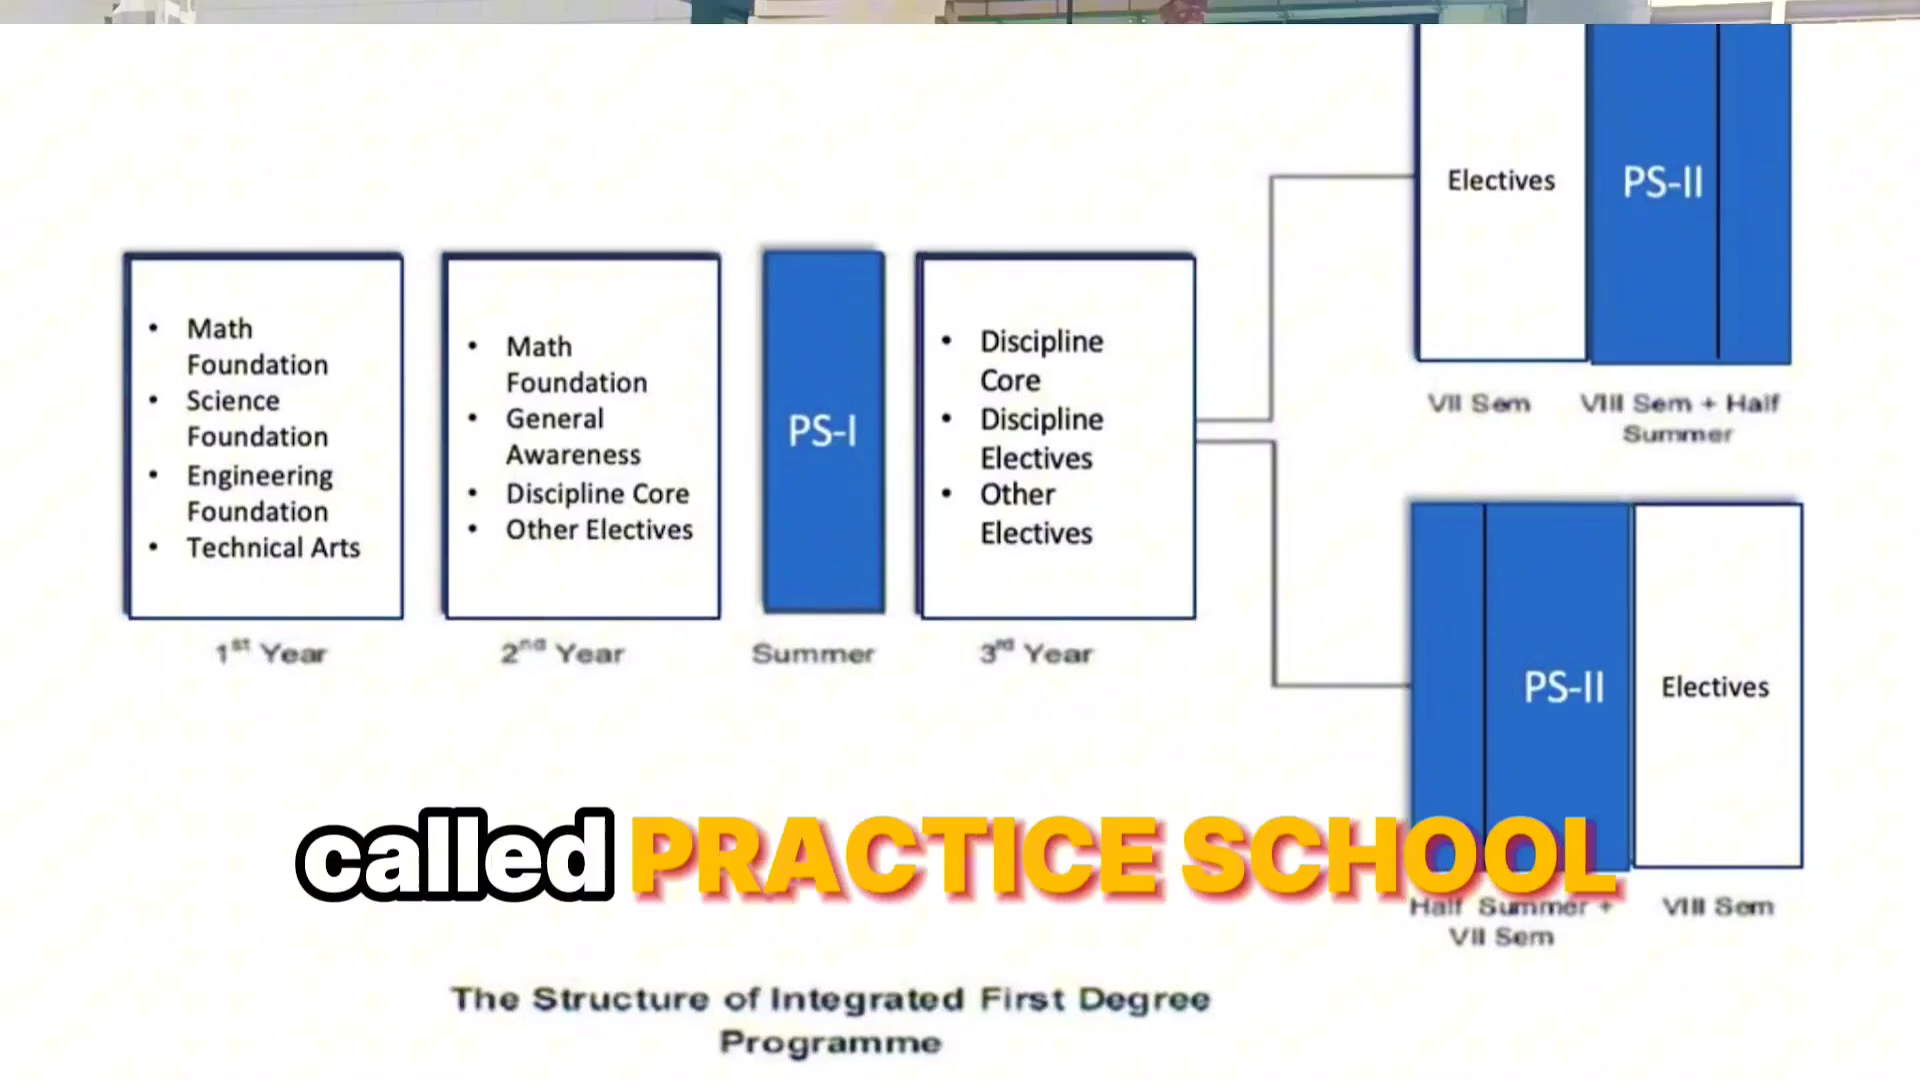 Electives
PS-II
VII Sem
VIII Sem + Half
Summer
• Math
Foundation
• Science
Foundation
• Engineering
Foundation
• Technical Arts
1st Year
• Math
Foundation
• General
Awareness
• Discipline Core
• Other Electives
2nd Year
PS-I
Summer
• Discipline
Core
• Discipline
Electives
• Other
Electives
3rd Year
PS-II
Electives
Half Summer +
VII Sem
VIII Sem
called PRACTICE SCHOOL
The Structure of Integrated First Degree
Programme